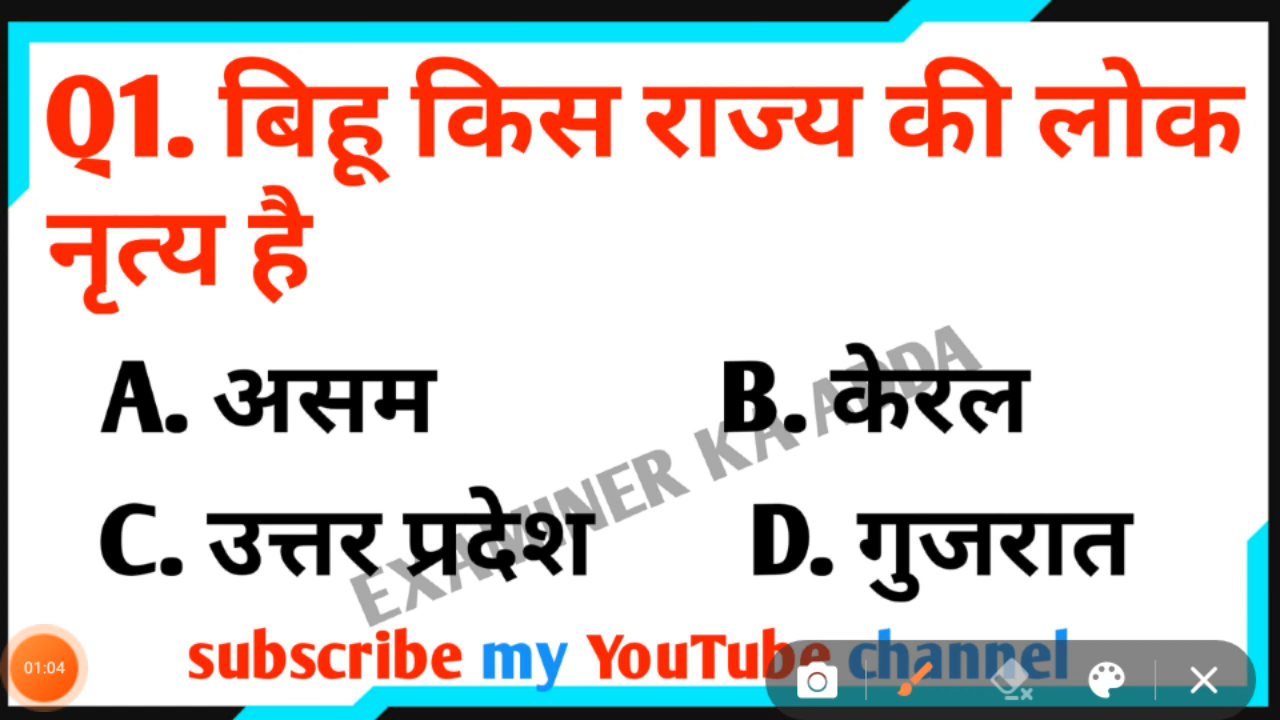 Q1. बिहू किस राज्य की लोक
नृत्य है
A. असम B. केरल
C. उत्तर प्रदेश D. गुजरात
EXAMINER KA ADDA
subscribe my YouTube channel
01:04